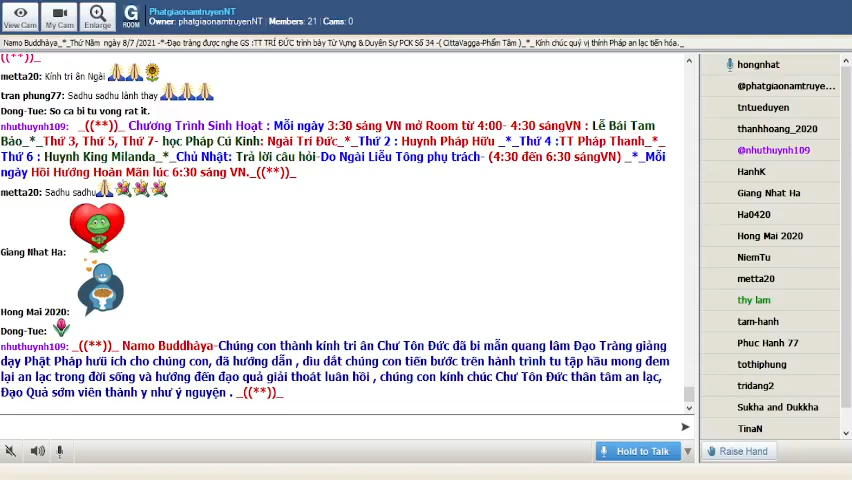 PhatgiaonamtruyenNT
Owner: phatgiaonamtruyenNT | Members: 21 | Cams: 0
View Cam
My Cam
Enlarge
G
ROOM
Namo Buddhàya_*_Thứ Năm ngày 8/7 /2021 -*-Đạo tràng được nghe GS :TT TRÍ ĐỨC trình bày Từ Vựng & Duyên Sự PCK Số 34 -( CittaVagga-Phẩm Tâm )_*_ Kính chúc quý vị thính Pháp an lạc tiến hóa._
_((**))_
metta20: Kính tri ân Ngài
tran phung77: Sadhu sadhu lành thay
Dong-Tue: So ca bi tu vong rat it.
nhuthuynh109: _((**))_ Chương Trình Sinh Hoạt : Mỗi ngày 3:30 sáng VN mở Room từ 4:00- 4:30 sángVN : Lễ Bái Tam
Bảo_*_Thứ 3, Thứ 5, Thứ 7- học Pháp Cú Kinh: Ngài Trí Đức_*_ Thứ 2 : Huynh Pháp Hữu _*_Thứ 4 :TT Pháp Thanh_*_
Thứ 6 : Huynh King Milanda_*_Chủ Nhật: Trả lời câu hỏi-Do Ngài Liễu Tông phụ trách- (4:30 đến 6:30 sángVN) _*_Mỗi
ngày Hồi Hướng Hoàn Mãn lúc 6:30 sáng VN._((**))_
metta20: Sadhu sadhu
Giang Nhat Ha:
Hong Mai 2020:
Dong-Tue:
nhuthuynh109: _((**))_ Namo Buddhàya-Chúng con thành kính tri ân Chư Tôn Đức đã bi mẫn quang lâm Đạo Tràng giảng
dạy Phật Pháp hưũ ích cho chúng con, đã hướng dẫn , dìu dắt chúng con tiến bước trên hành trình tu tập hầu mong đem
lại an lạc trong đời sống và hướng đến đạo quả giải thoát luân hồi , chúng con kính chúc Chư Tôn Đức thân tâm an lạc,
Đạo Quả sớm viên thành y như ý nguyện . _((**))_
Hold to Talk
Raise Hand
hongnhat
@phatgiaonamtruye...
tntueduyen
thanhhoang_2020
@nhuthuynh109
HanhK
Giang Nhat Ha
Ha0420
Hong Mai 2020
NiemTu
metta20
thy lam
tam-hanh
Phuc Hanh 77
tothiphung
tridang2
Sukha and Dukkha
TinaN